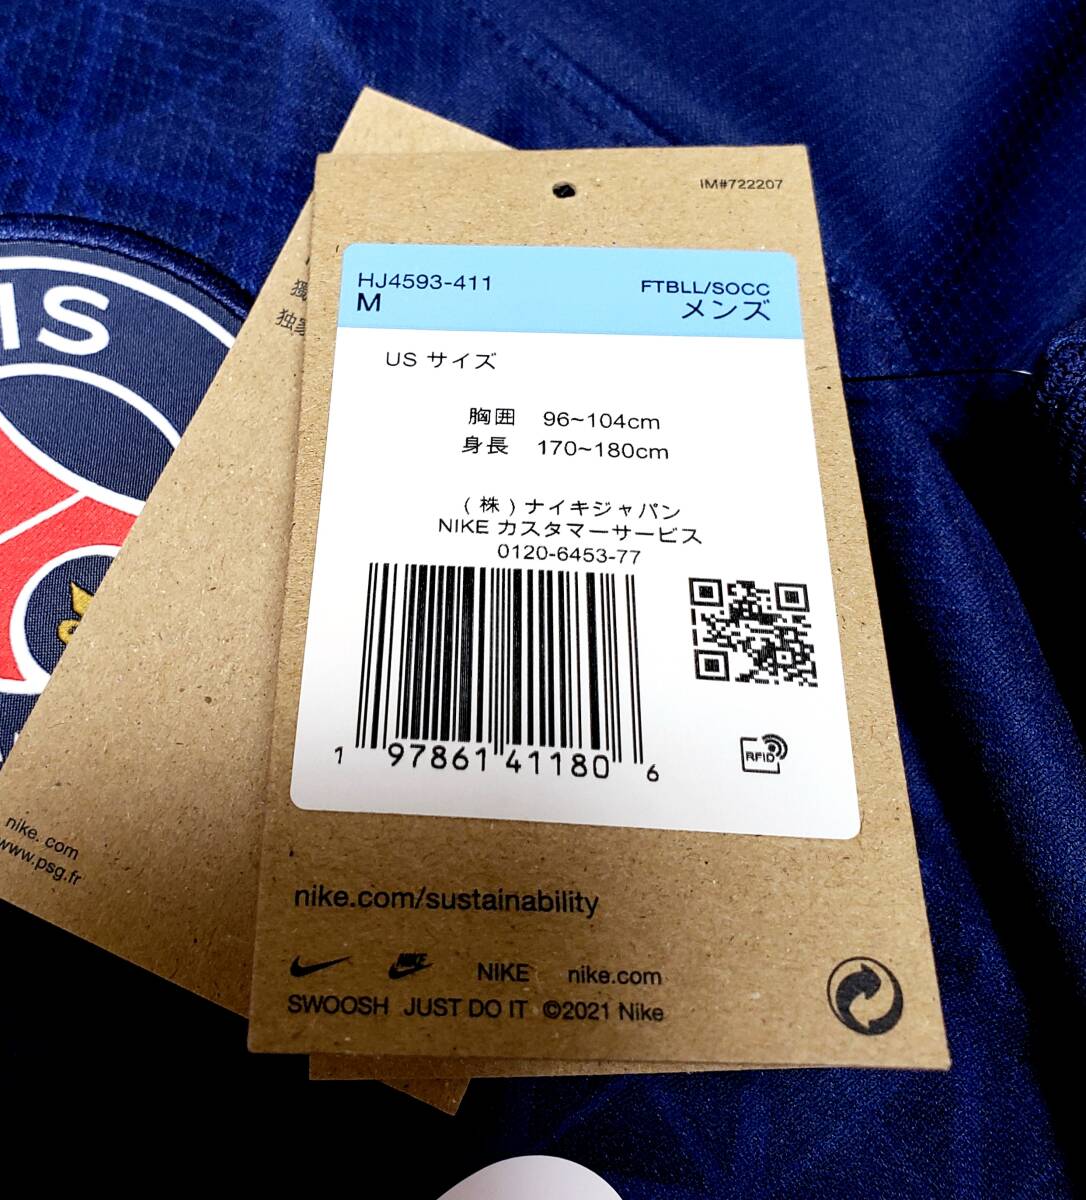 IM#722207
HJ4593-411
M
FTBLL/SOCC
メンズ
US サイズ
胸囲 96~104cm
身長 170~180cm
(株)ナイキジャパン
NIKE カスタマーサービス
0120-6453-77
1 97861 41180 6
RFID
nike.com/sustainability
NIKE nike.com
SWOOSH JUST DO IT ©2021 Nike
獨
独家
nike. com
www.psg.fr
IS